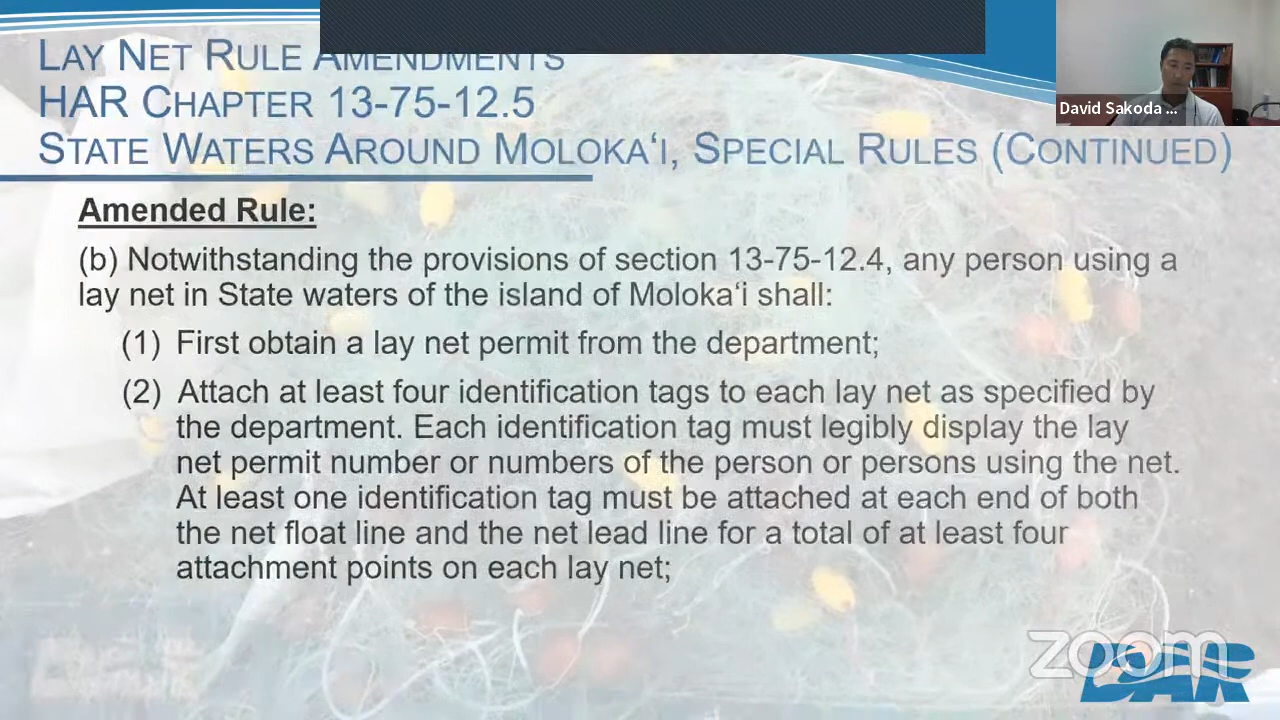 LAY NET RULE AMENDMENTS
HAR CHAPTER 13-75-12.5
STATE WATERS AROUND MOLOKAʻI, SPECIAL RULES (CONTINUED)
David Sakoda ...
Amended Rule:
(b) Notwithstanding the provisions of section 13-75-12.4, any person using a
lay net in State waters of the island of Molokaʻi shall:
(1) First obtain a lay net permit from the department;
(2) Attach at least four identification tags to each lay net as specified by
the department. Each identification tag must legibly display the lay
net permit number or numbers of the person or persons using the net.
At least one identification tag must be attached at each end of both
the net float line and the net lead line for a total of at least four
attachment points on each lay net;
zoom
DAR